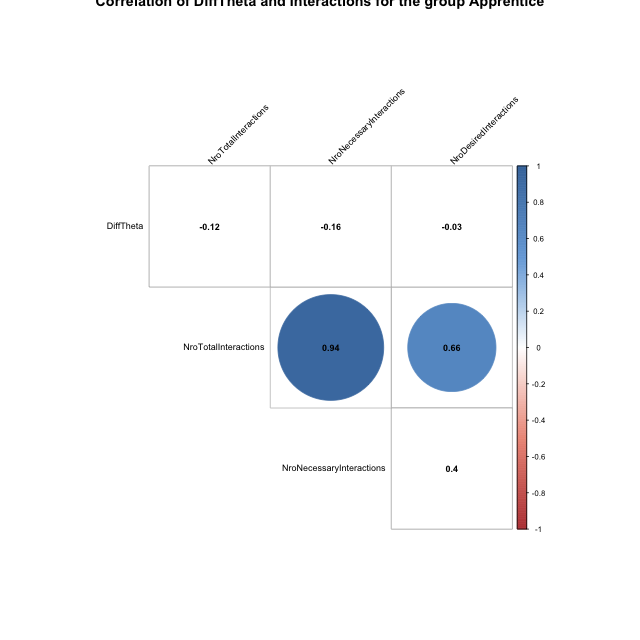 Correlation of DiffTheta and Interactions for the group Apprentice
NroTotalInteractions
NroNecessaryInteractions
NroDesiredInteractions
DiffTheta
-0.12
-0.16
-0.03
NroTotalInteractions
0.94
0.66
NroNecessaryInteractions
0.4
1
0.8
0.6
0.4
0.2
0
-0.2
-0.4
-0.6
-0.8
-1